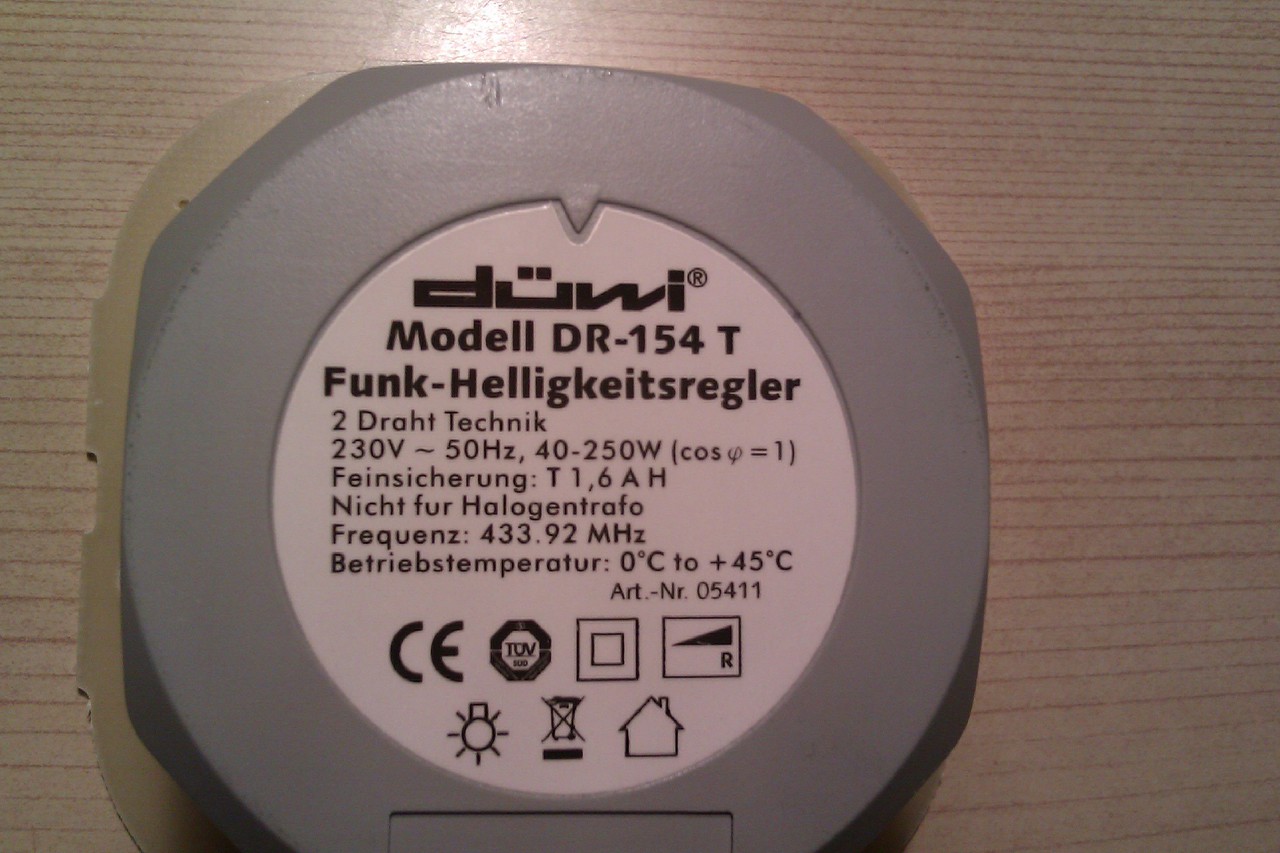 düwi®
Modell DR-154 T
Funk-Helligkeitsregler
2 Draht Technik
230V ~ 50Hz, 40-250W (cos φ = 1)
Feinsicherung: T 1,6 A H
Nicht fur Halogentrafo
Frequenz: 433.92 MHz
Betriebstemperatur: 0°C to +45°C
Art.-Nr. 05411
CE TÜV SÜD R